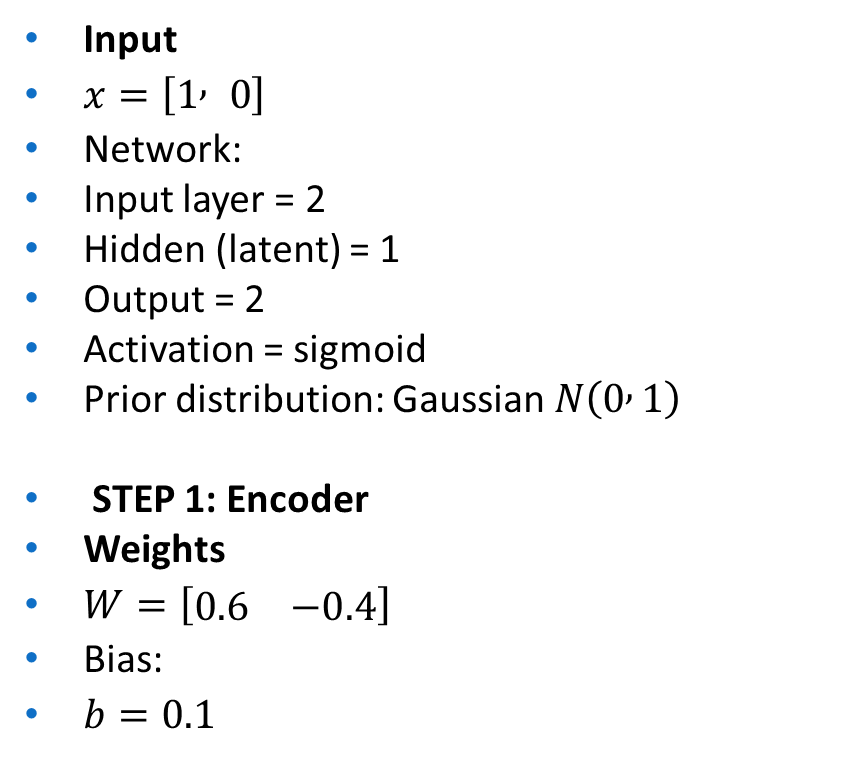 • Input
• x = [1, 0]
• Network:
• Input layer = 2
• Hidden (latent) = 1
• Output = 2
• Activation = sigmoid
• Prior distribution: Gaussian N(0, 1)
• STEP 1: Encoder
• Weights
• W = [0.6 −0.4]
• Bias:
• b = 0.1